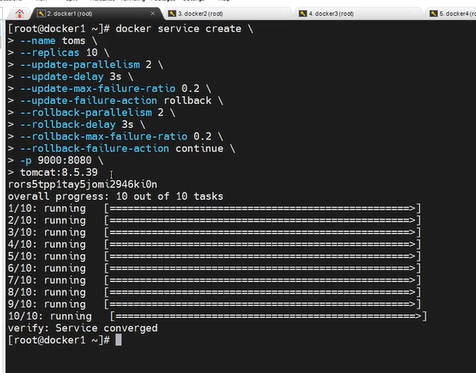 2. docker1 (root)
3. docker2 (root)
4. docker3 (root)
5. docker4 (ro
[root@docker1 ~]# docker service create \
> --name toms \
> --replicas 10 \
> --update-parallelism 2 \
> --update-delay 3s \
> --update-max-failure-ratio 0.2 \
> --update-failure-action rollback \
> --rollback-parallelism 2 \
> --rollback-delay 3s \
> --rollback-max-failure-ratio 0.2 \
> --rollback-failure-action continue \
> -p 9000:8080 \
> tomcat:8.5.39
rors5tpp1tay5jomi2946ki0n
overall progress: 10 out of 10 tasks
1/10: running [==================================================>]
2/10: running [==================================================>]
3/10: running [==================================================>]
4/10: running [==================================================>]
5/10: running [==================================================>]
6/10: running [==================================================>]
7/10: running [==================================================>]
8/10: running [==================================================>]
9/10: running [==================================================>]
10/10: running [==================================================>]
verify: Service converged
[root@docker1 ~]#